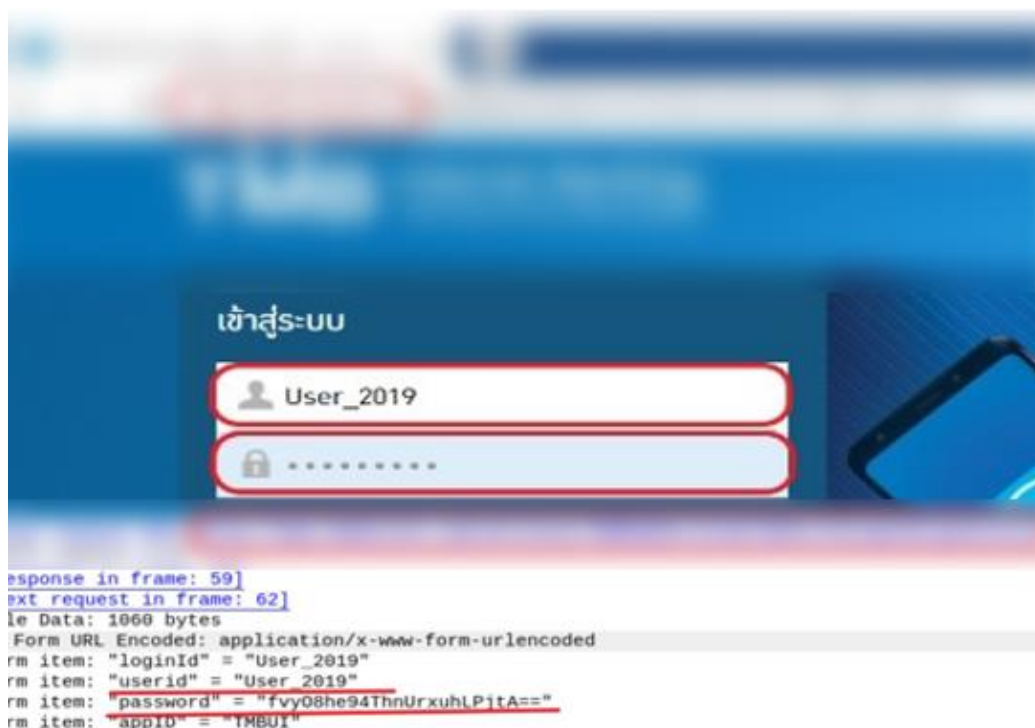 เข้าสู่ระบบ
User_2019
•••••••••
esponse in frame: 59]
ext request in frame: 62]
le Data: 1060 bytes
Form URL Encoded: application/x-www-form-urlencoded
rm item: "loginId" = "User_2019"
rm item: "userid" = "User_2019"
rm item: "password" = "fvyO8he94ThnUrxuhLPjtA=="
rm item: "appID" = "TMBUI"